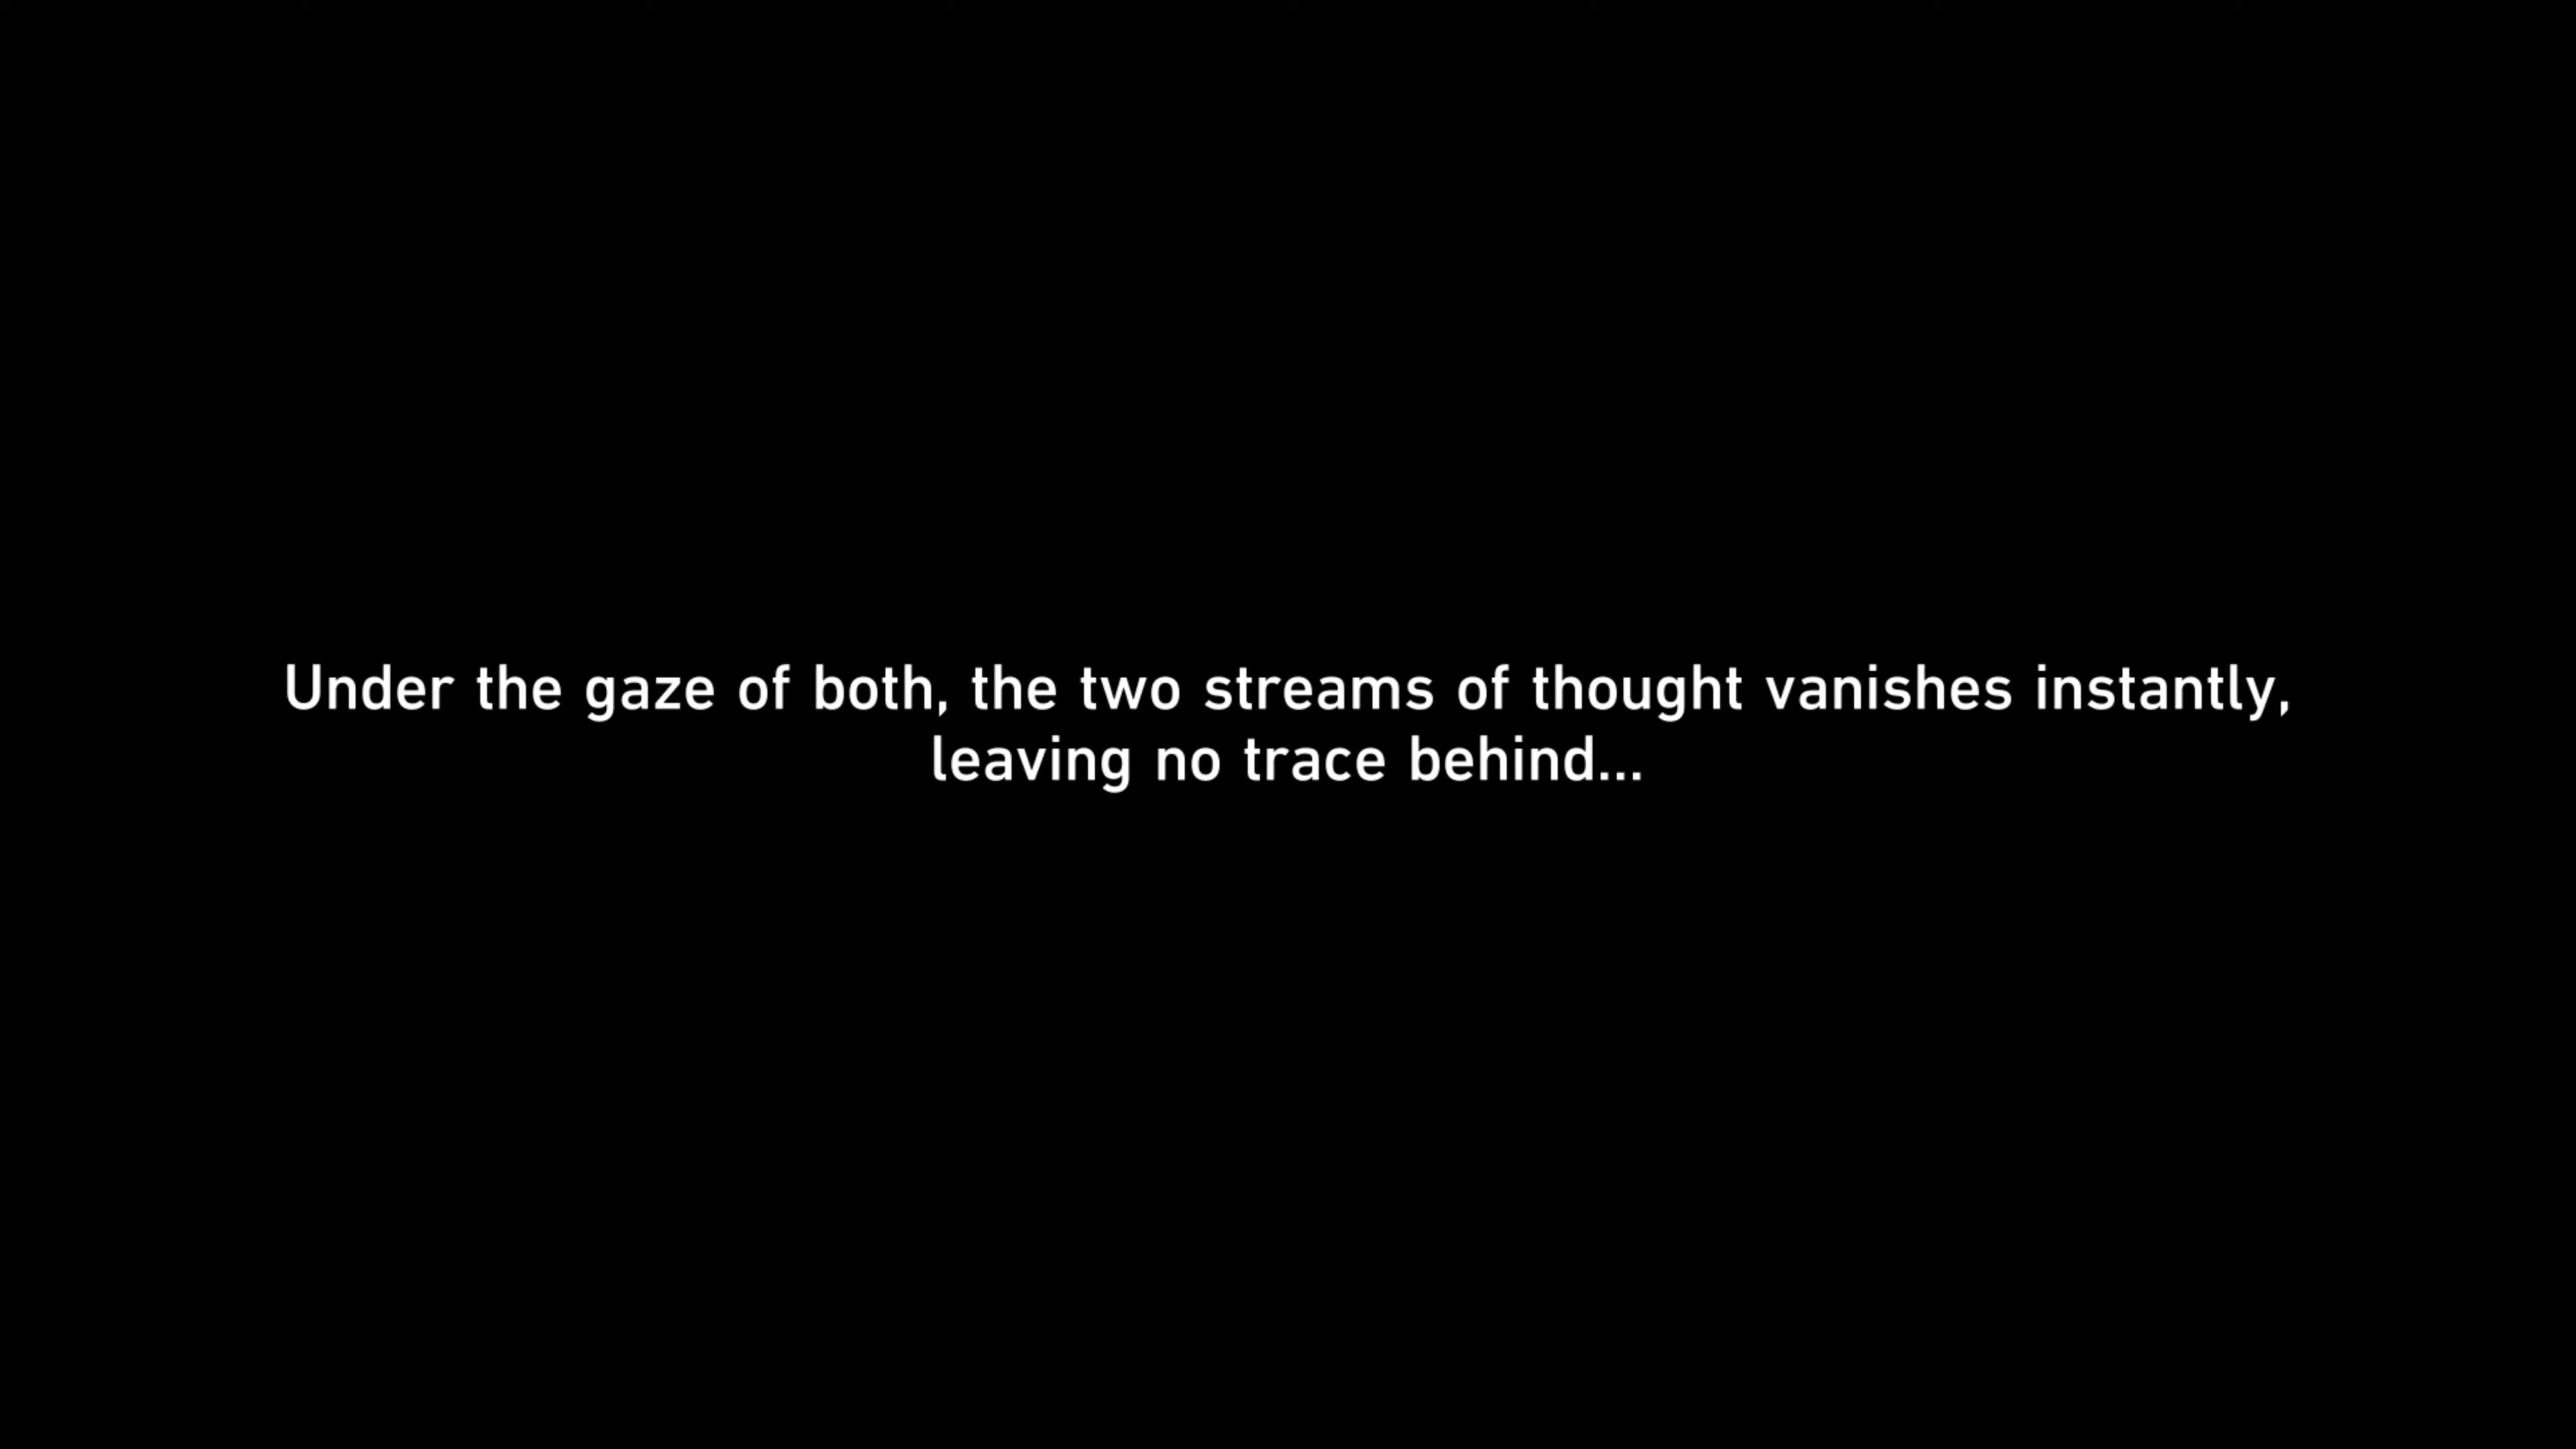 Under the gaze of both, the two streams of thought vanishes instantly,
leaving no trace behind...